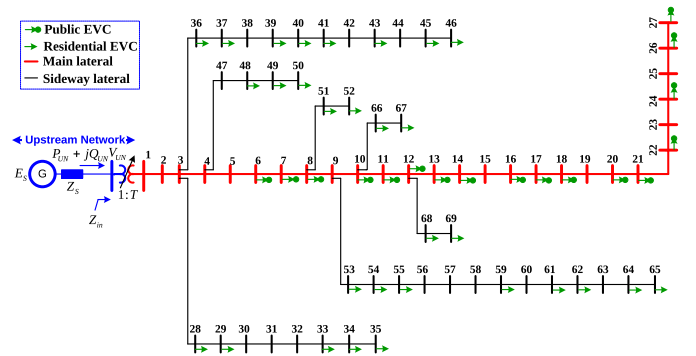 Public EVC
Residential EVC
Main lateral
Sideway lateral
36 37 38 39 40 41 42 43 44 45 46
47 48 49 50
51 52
66 67
27
26
25
24
23
22
Upstream Network
P_UN + jQ_UN V_UN
E_S G Z_S
1:T
Z_in
1 2 3 4 5 6 7 8 9 10 11 12 13 14 15 16 17 18 19 20 21
68 69
53 54 55 56 57 58 59 60 61 62 63 64 65
28 29 30 31 32 33 34 35